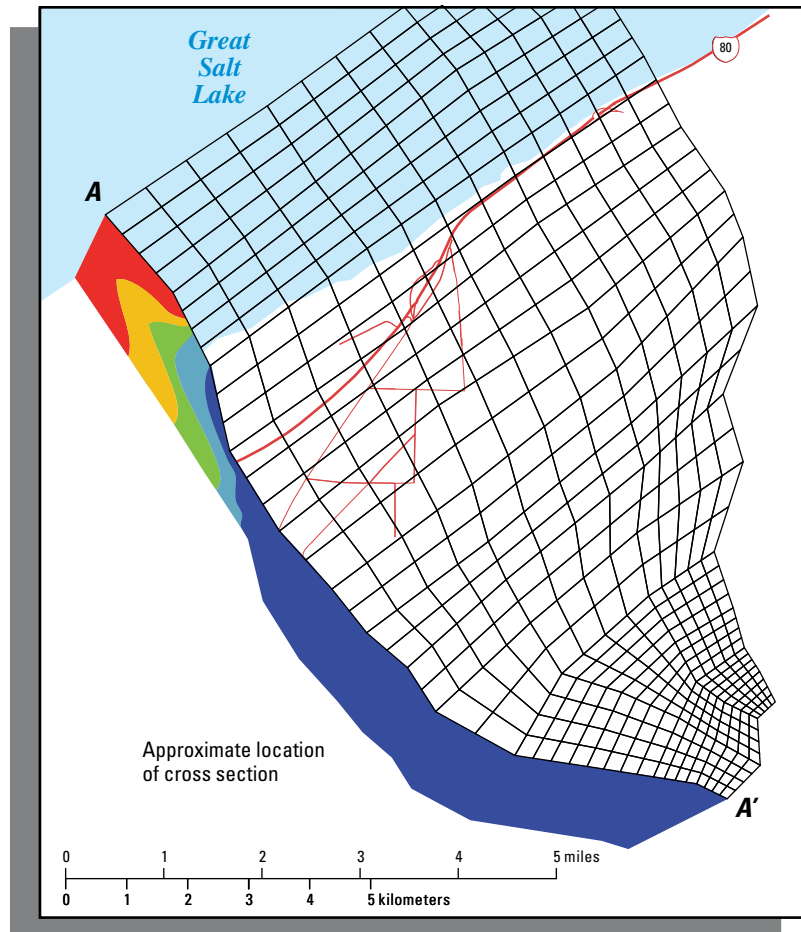 Great
Salt
Lake
80
A
Approximate location
of cross section
A′
0 1 2 3 4 5 miles
0 1 2 3 4 5 kilometers